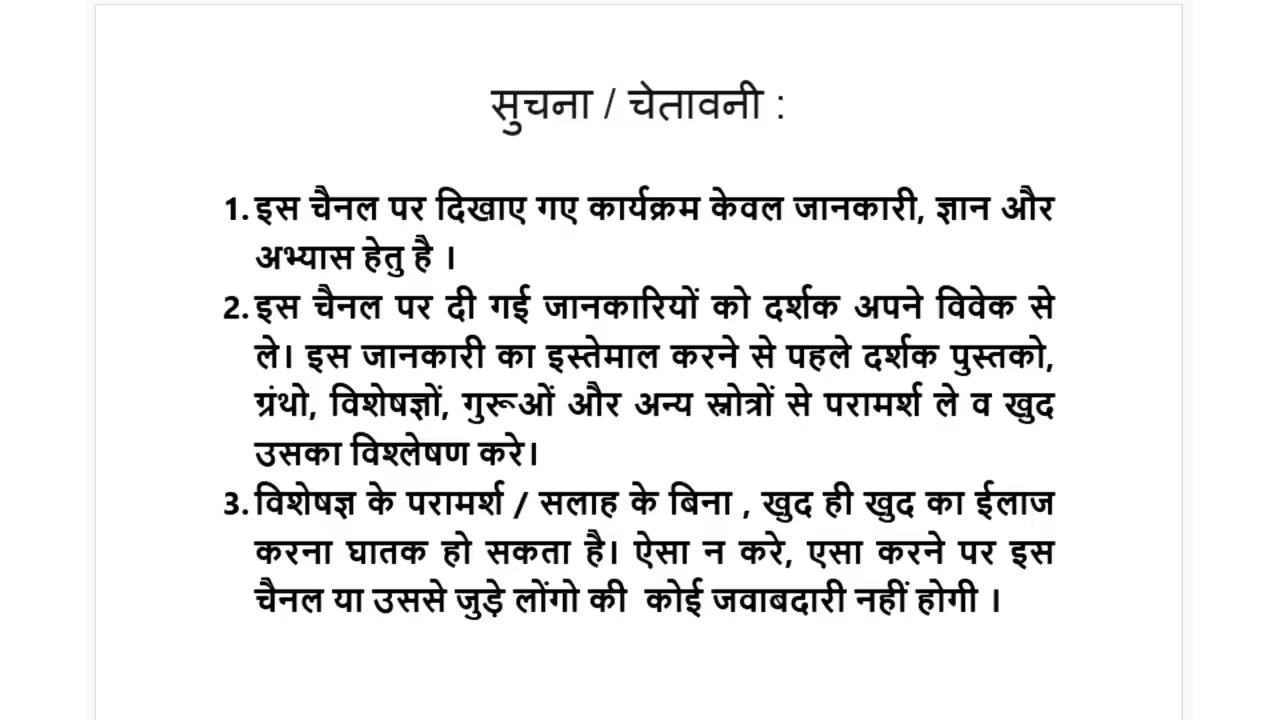 सुचना / चेतावनी :
1. इस चैनल पर दिखाए गए कार्यक्रम केवल जानकारी, ज्ञान और
अभ्यास हेतु है ।
2. इस चैनल पर दी गई जानकारियों को दर्शक अपने विवेक से
ले। इस जानकारी का इस्तेमाल करने से पहले दर्शक पुस्तको,
ग्रंथो, विशेषज्ञों, गुरूओं और अन्य स्रोत्रों से परामर्श ले व खुद
उसका विश्लेषण करे।
3. विशेषज्ञ के परामर्श / सलाह के बिना , खुद ही खुद का ईलाज
करना घातक हो सकता है। ऐसा न करे, एसा करने पर इस
चैनल या उससे जुड़े लोंगो की  कोई जवाबदारी नहीं होगी ।